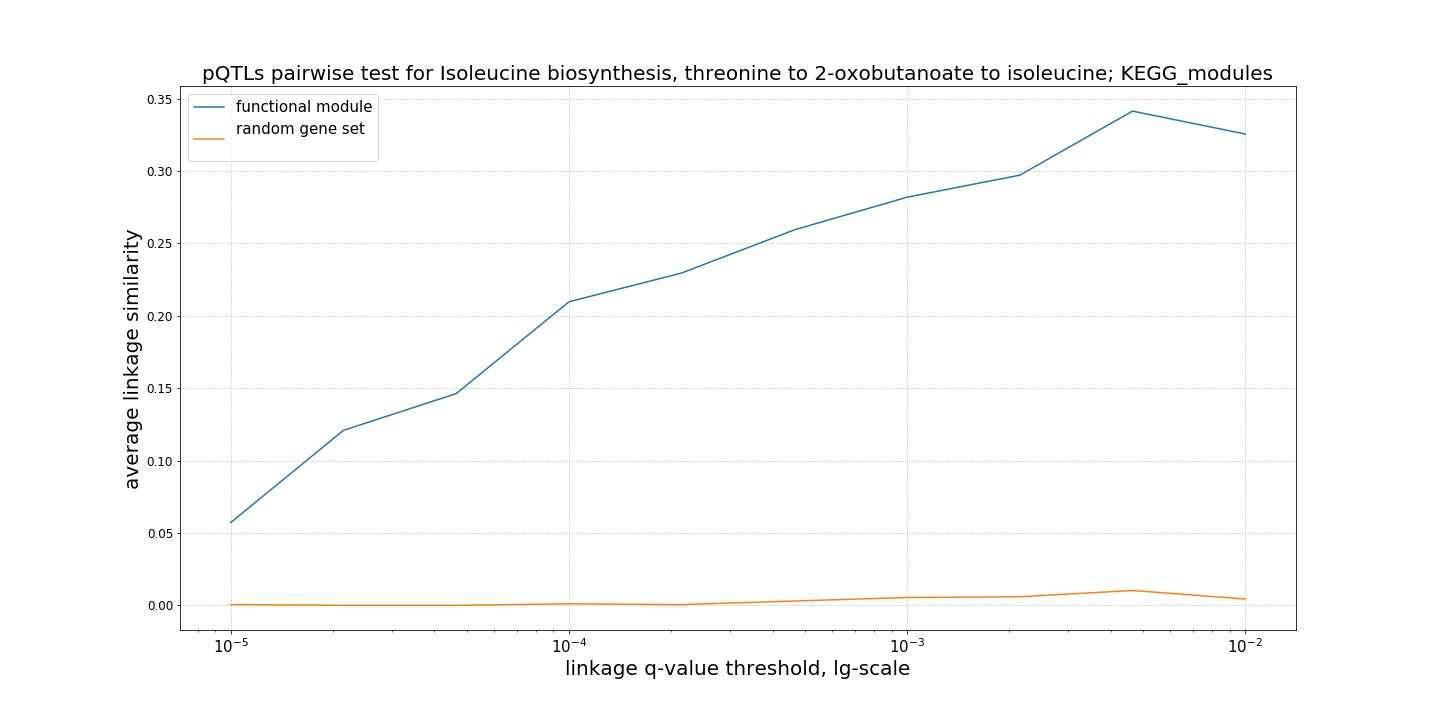 pQTLs pairwise test for Isoleucine biosynthesis, threonine to 2-oxobutanoate to isoleucine; KEGG_modules
functional module
random gene set
average linkage similarity
0.35
0.30
0.25
0.20
0.15
0.10
0.05
0.00
10⁻⁵ 10⁻⁴ 10⁻³ 10⁻²
linkage q-value threshold, lg-scale